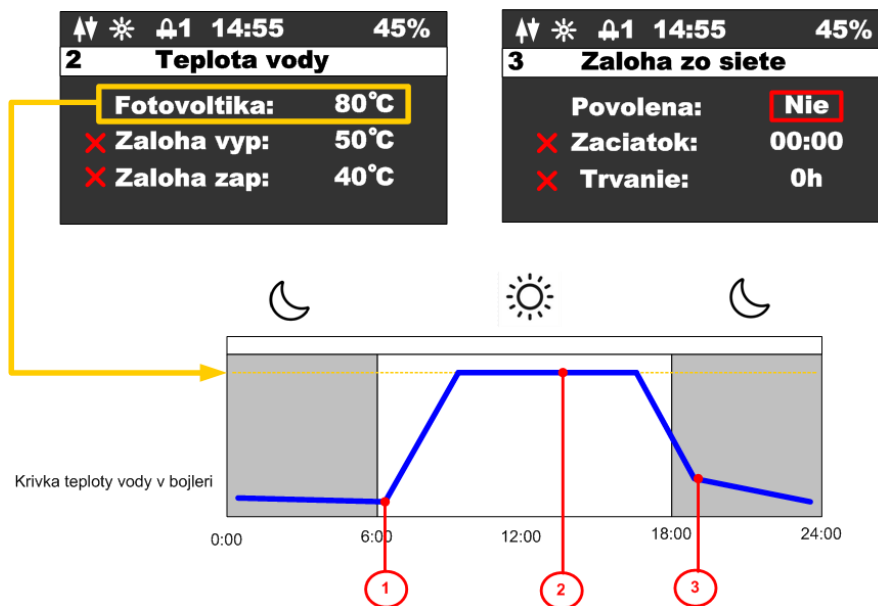 1 14:55 45%
2 Teplota vody
Fotovoltika: 80°C
Zaloha vyp: 50°C
Zaloha zap: 40°C
1 14:55 45%
3 Zaloha zo siete
Povolena: Nie
Zaciatok: 00:00
Trvanie: 0h
Krivka teploty vody v bojleri
0:00 6:00 12:00 18:00 24:00
1 2 3